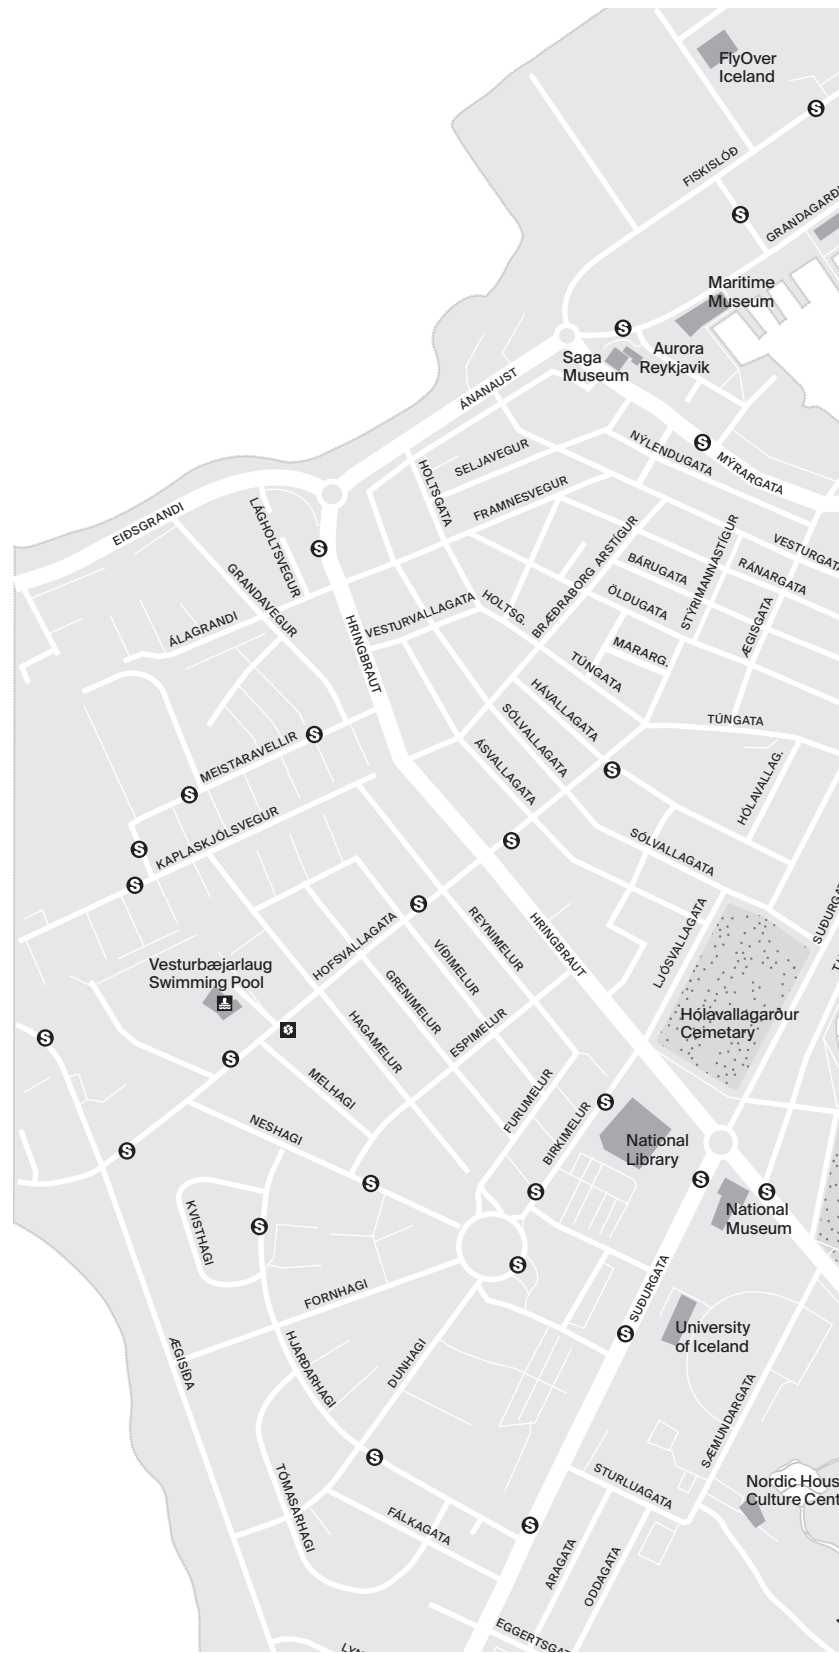 FlyOver
Iceland
S
FISKISLÓÐ
S
Maritime
Museum
S
Saga
Museum
Aurora
Reykjavik
ÁNANAUST
S
NÝLENDUGATA
MÝRARGATA
SELJAVEGUR
HOLTSGATA
FRAMNESVEGUR
EIÐSGRANDI
LÁGHOLTSVEGUR
S
GRANDAVEGUR
ÁLAGRANDI
HRINGBRAUT
VESTURVALLAGATA
HOLTSG.
BRÆÐRABORG ARSTÍGUR
BÁRUGATA
ÖLDUGATA
STÝRIMANNASTÍGUR
RÁNARGATA
ÆGISGATA
MARARG.
TÚNGATA
HÁVALLAGATA
SÓLVALLAGATA
ÁSVALLAGATA
TÚNGATA
S
MEISTARAVELLIR
S
S
HÓLAVALLAG.
S
KAPLASKJÓLSVEGUR
S
S
SÓLVALLAGATA
S
HOFSVALLAGATA
REYNIMELUR
HRINGBRAUT
VÍÐIMELUR
GRENIMELUR
HAGAMELUR
ESPIMELUR
LJÓSVALLAGATA
Vesturbæjarlaug
Swimming Pool
Hólavallagarður
Cemetary
S
S
MELHAGI
NESHAGI
FURUMELUR
BIRKIMELUR
S
National
Library
S
S
S
S
S
National
Museum
KVISTHAGI
S
S
FORNHAGI
SUÐURGATA
S
University
of Iceland
ÆGISÍÐA
HJARÐARHAGI
DUNHAGI
SÆMUNDARGATA
S
TÓMASARHAGI
FÁLKAGATA
S
STURLUGATA
ARAGATA
ODDAGATA